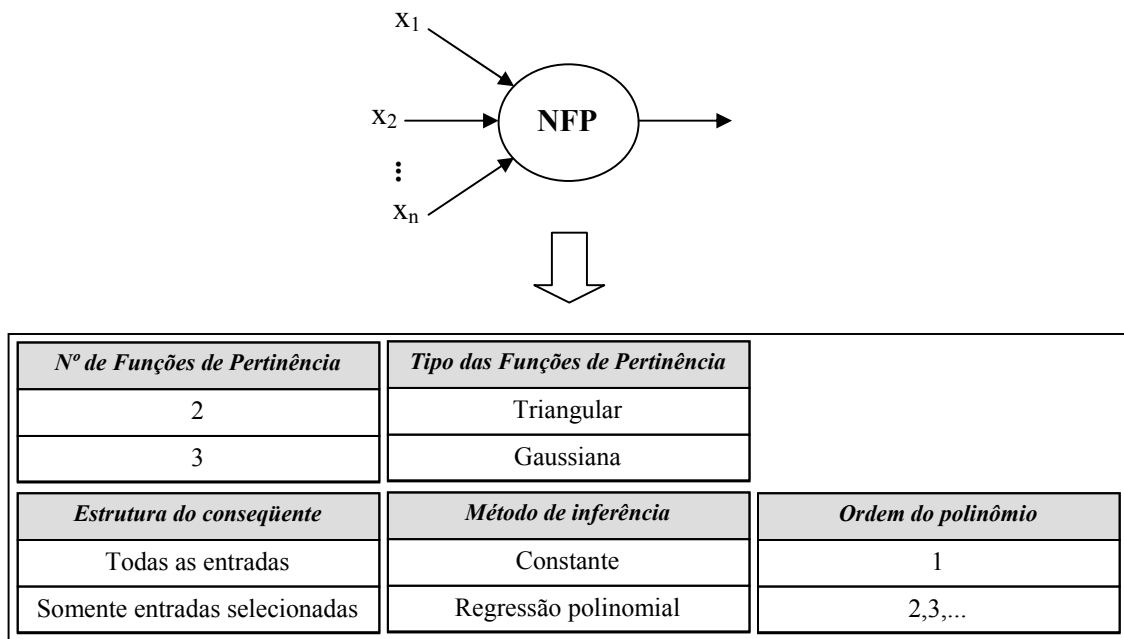 x1
x2
NFP
⋮
xn
Nº de Funções de Pertinência
Tipo das Funções de Pertinência
2
Triangular
3
Gaussiana
Estrutura do conseqüente
Método de inferência
Ordem do polinômio
Todas as entradas
Constante
1
Somente entradas selecionadas
Regressão polinomial
2,3,...